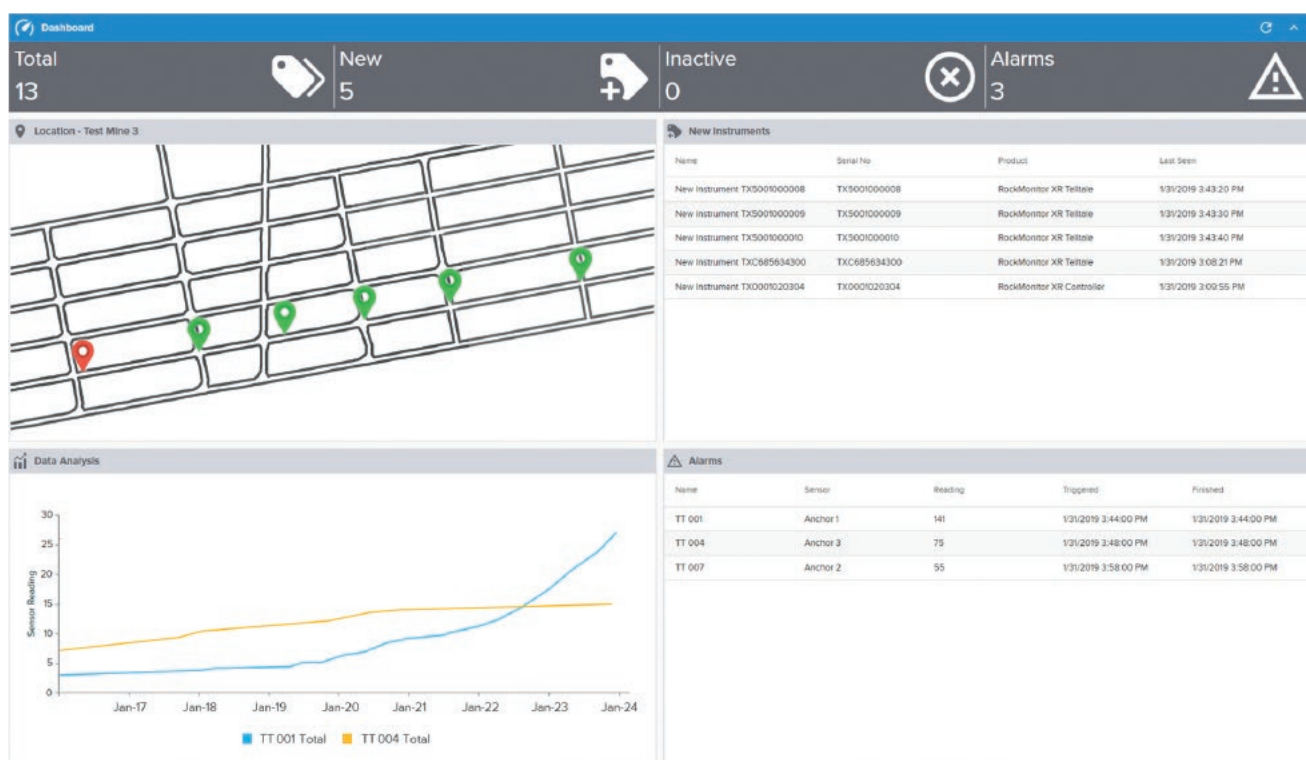 Dashboard
Total
13
New
5
Inactive
0
Alarms
3
Location - Test Mine 3
New Instruments
Name Serial No Product Last Seen
New Instrument TX5001000008 TX5001000008 RockMonitor XR Telltale 1/31/2019 3:43:20 PM
New Instrument TX5001000009 TX5001000009 RockMonitor XR Telltale 1/31/2019 3:43:30 PM
New Instrument TX5001000010 TX5001000010 RockMonitor XR Telltale 1/31/2019 3:43:40 PM
New Instrument TXC685634300 TXC685634300 RockMonitor XR Telltale 1/31/2019 3:08:21 PM
New Instrument TX0001020304 TX0001020304 RockMonitor XR Controller 1/31/2019 3:09:55 PM
Data Analysis
Sensor Reading
30
25
20
15
10
5
0
Jan-17 Jan-18 Jan-19 Jan-20 Jan-21 Jan-22 Jan-23 Jan-24
TT 001 Total TT 004 Total
Alarms
Name Sensor Reading Triggered Finished
TT 001 Anchor 1 141 1/31/2019 3:44:00 PM 1/31/2019 3:44:00 PM
TT 004 Anchor 3 75 1/31/2019 3:48:00 PM 1/31/2019 3:48:00 PM
TT 007 Anchor 2 55 1/31/2019 3:58:00 PM 1/31/2019 3:58:00 PM